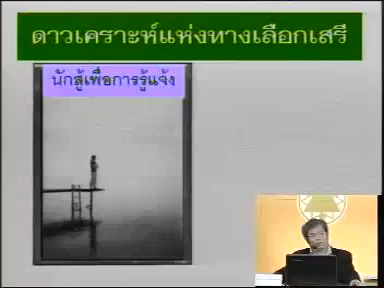 ดาวเคราะห์แห่งทางเลือกเสรี
นักสู้เพื่อการรู้แจ้ง